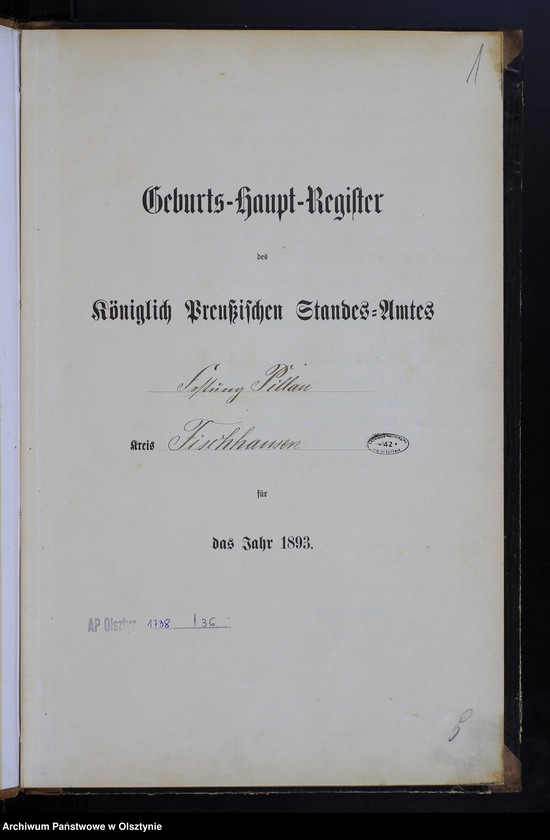 1
Geburts-Haupt-Register
des
Königlich Preußischen Standes-Amtes
Festung Pillau
Kreis Fischhausen
42
für
das Jahr 1893.
AP Olsztyn 1738 / 36
Archiwum Państwowe w Olsztynie